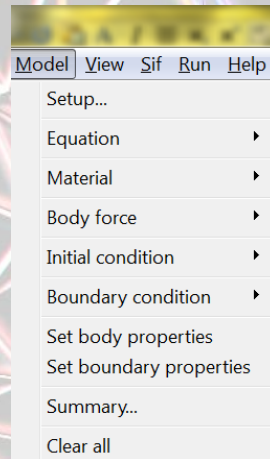 Model View Sif Run Help
Setup...
Equation
Material
Body force
Initial condition
Boundary condition
Set body properties
Set boundary properties
Summary...
Clear all